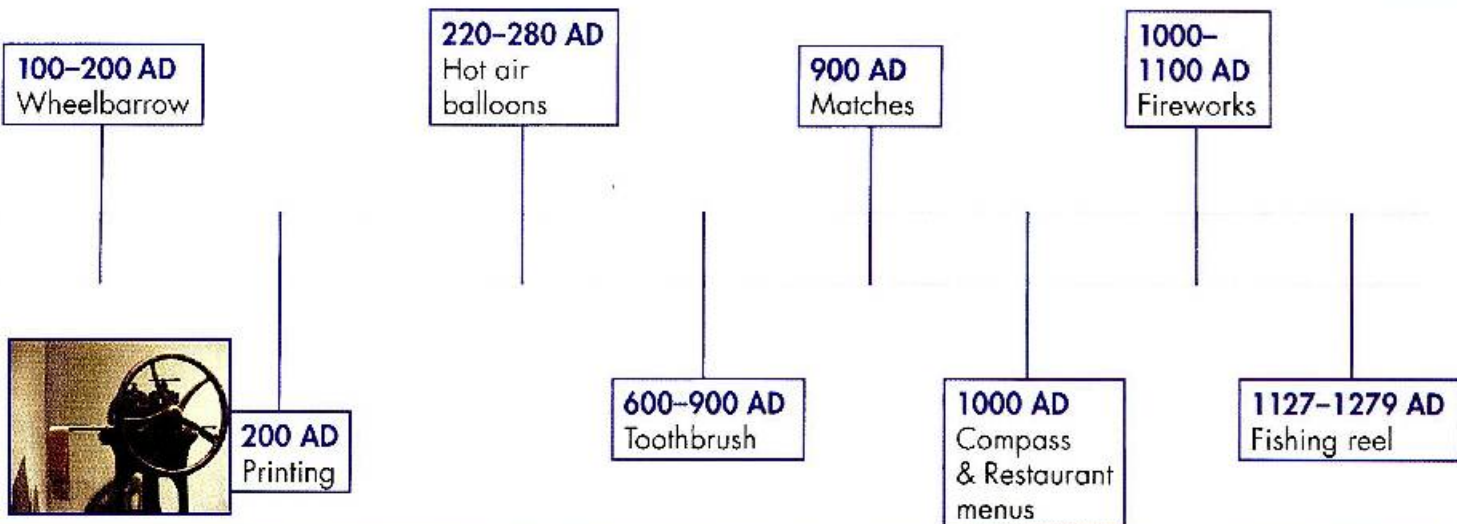 100–200 AD
Wheelbarrow
200 AD
Printing
220–280 AD
Hot air
balloons
600–900 AD
Toothbrush
900 AD
Matches
1000 AD
Compass
& Restaurant
menus
1000–
1100 AD
Fireworks
1127–1279 AD
Fishing reel